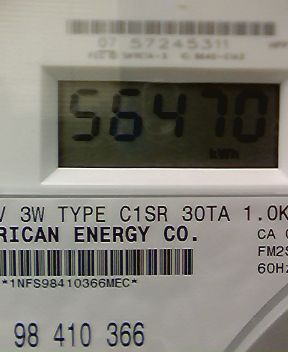 07 57245311
56470
kWh
V 3W TYPE C1SR 30TA 1.0K
RICAN ENERGY CO.
CA
FM2S
60Hz
*1NFS98410366MEC*
98 410 366